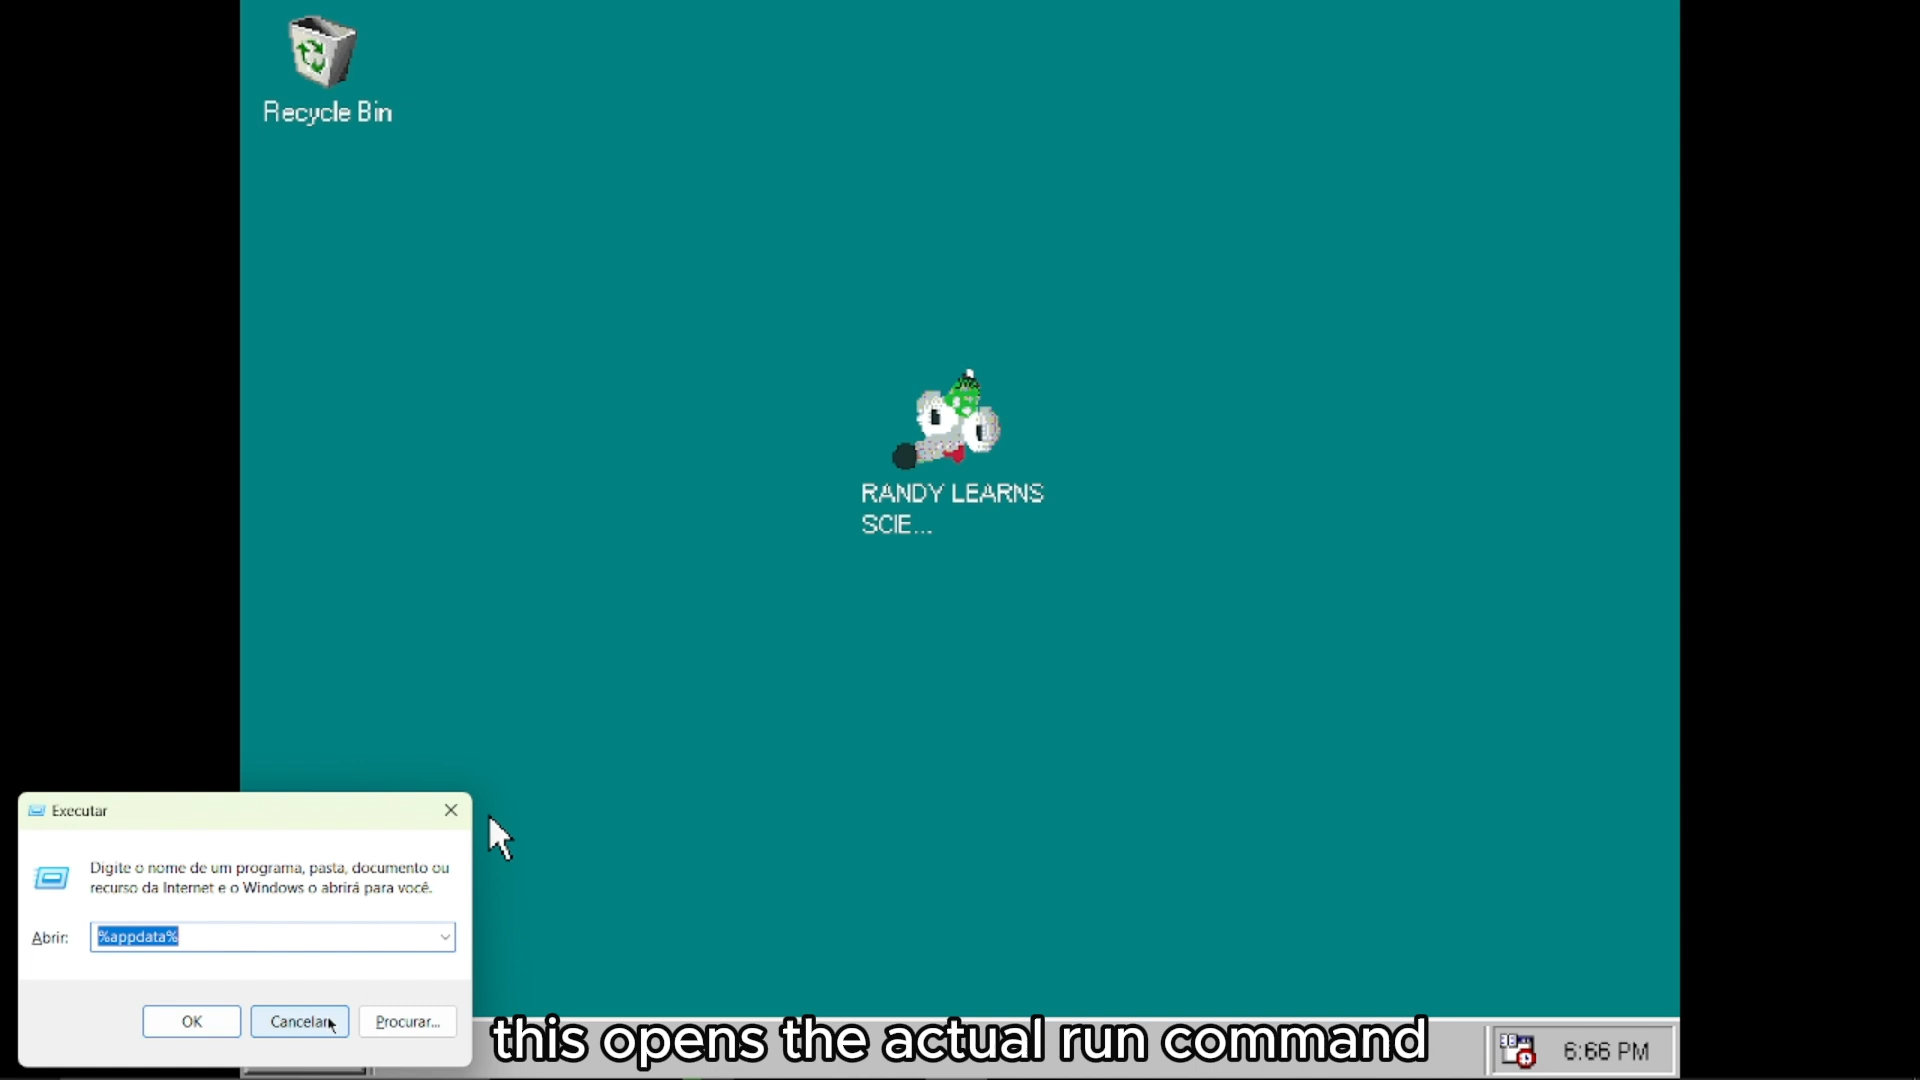 Recycle Bin
RANDY LEARNS
SCIE...
Executar
Digite o nome de um programa, pasta, documento ou
recurso da Internet e o Windows o abrirá para você.
Abrir:
%appdata%
OK
Cancelar
Procurar...
this opens the actual run command
6:66 PM